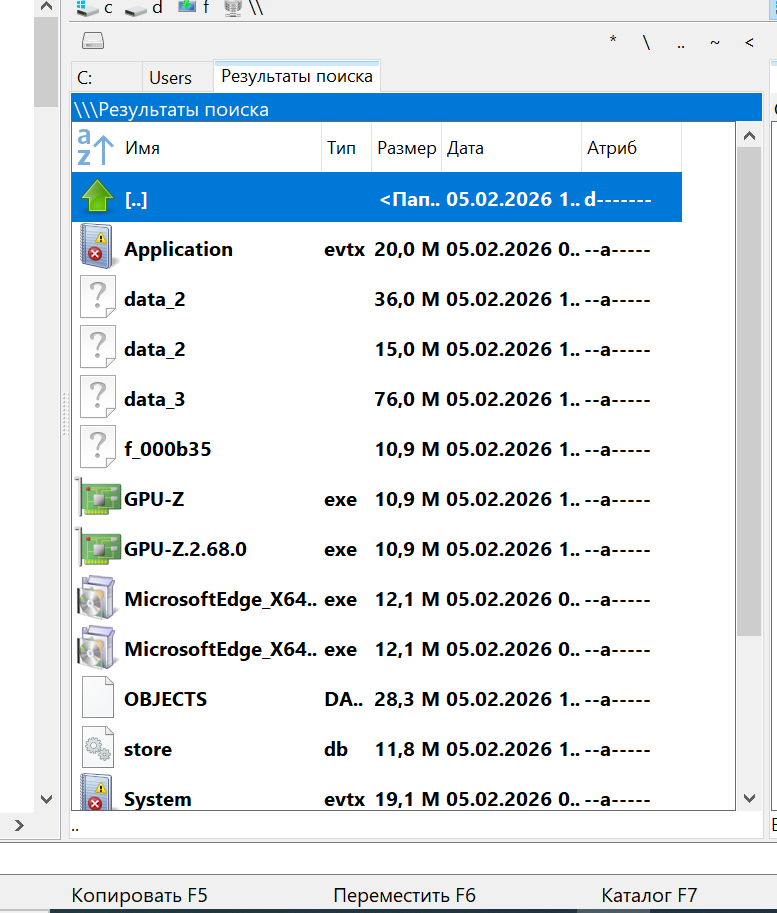 c d f \\
* \ .. ~ <
C: Users Результаты поиска
\\\Результаты поиска
Имя Тип Размер Дата Атриб
[..] <Пап.. 05.02.2026 1.. d-------
Application evtx 20,0 M 05.02.2026 0.. --a-----
data_2 36,0 M 05.02.2026 1.. --a-----
data_2 15,0 M 05.02.2026 1.. --a-----
data_3 76,0 M 05.02.2026 1.. --a-----
f_000b35 10,9 M 05.02.2026 1.. --a-----
GPU-Z exe 10,9 M 05.02.2026 1.. --a-----
GPU-Z.2.68.0 exe 10,9 M 05.02.2026 1.. --a-----
MicrosoftEdge_X64.. exe 12,1 M 05.02.2026 0.. --a-----
MicrosoftEdge_X64.. exe 12,1 M 05.02.2026 0.. --a-----
OBJECTS DA.. 28,3 M 05.02.2026 1.. --a-----
store db 11,8 M 05.02.2026 1.. --a-----
System evtx 19,1 M 05.02.2026 0.. --a-----
..
Копировать F5 Переместить F6 Каталог F7